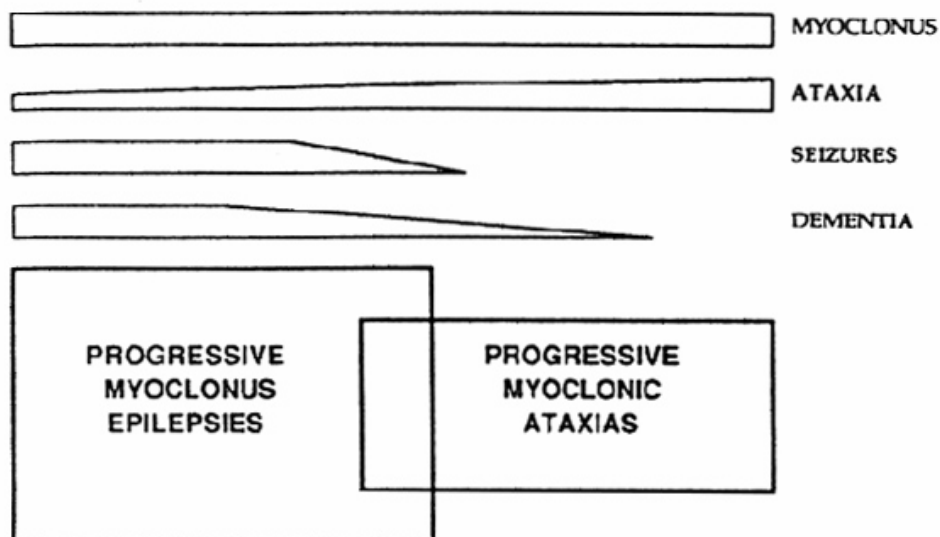 MYOCLONUS
ATAXIA
SEIZURES
DEMENTIA
PROGRESSIVE
MYOCLONUS
EPILEPSIES
PROGRESSIVE
MYOCLONIC
ATAXIAS